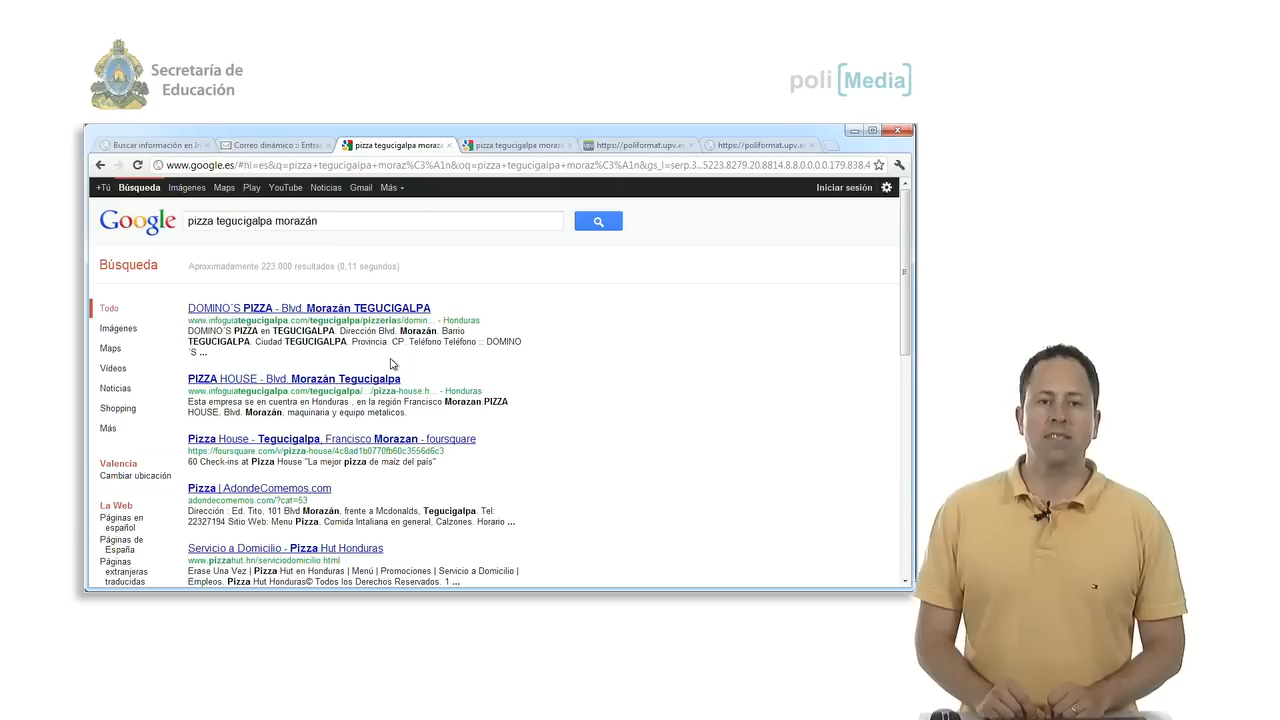 Secretaría de
Educación
poli[Media]
Buscar información en In
Correo dinámico :: Entra
pizza tegucigalpa moraz
pizza tegucigalpa moraz
https://poliformat.upv.es
https://poliformat.upv.es
www.google.es/#hl=es&q=pizza+tegucigalpa+moraz%C3%A1n&oq=pizza+tegucigalpa+moraz%C3%A1n&gs_l=serp.3...5223.8279.20.8814.8.8.0.0.0.0.179.838.4
+Tú Búsqueda Imágenes Maps Play YouTube Noticias Gmail Más
Iniciar sesión
Google
pizza tegucigalpa morazán
Búsqueda
Aproximadamente 223.000 resultados (0,11 segundos)
Todo
Imágenes
Maps
Vídeos
Noticias
Shopping
Más
Valencia
Cambiar ubicación
La Web
Páginas en
español
Páginas de
España
Páginas
extranjeras
traducidas
DOMINO´S PIZZA - Blvd. Morazán TEGUCIGALPA
www.infoguiategucigalpa.com/tegucigalpa/pizzerias/domin... - Honduras
DOMINO´S PIZZA en TEGUCIGALPA. Dirección Blvd. Morazán. Barrio
TEGUCIGALPA. Ciudad TEGUCIGALPA. Provincia. CP. Teléfono Teléfono :: DOMINO
´S ...
PIZZA HOUSE - Blvd. Morazán Tegucigalpa
www.infoguiategucigalpa.com/tegucigalpa/.../pizza-house.h... - Honduras
Esta empresa se en cuentra en Honduras , en la región Francisco Morazan.PIZZA
HOUSE, Blvd. Morazán, maquinaria y equipo metalicos.
Pizza House - Tegucigalpa, Francisco Morazan - foursquare
https://foursquare.com/v/pizza-house/4c8ad1b0770fb60c3556d6c3
60 Check-ins at Pizza House "La mejor pizza de maíz del país"
Pizza | AdondeComemos.com
adondecomemos.com/?cat=53
Dirección : Ed. Tito, 101 Blvd Morazán, frente a Mcdonalds, Tegucigalpa. Tel:
22327194 Sitio Web: Menu Pizza, Comida Intaliana en general, Calzones. Horario ...
Servicio a Domicilio - Pizza Hut Honduras
www.pizzahut.hn/serviciodomicilio.html
Erase Una Vez | Pizza Hut en Honduras | Menú | Promociones | Servicio a Domicilio |
Empleos. Pizza Hut Honduras© Todos los Derechos Reservados. 1 ...